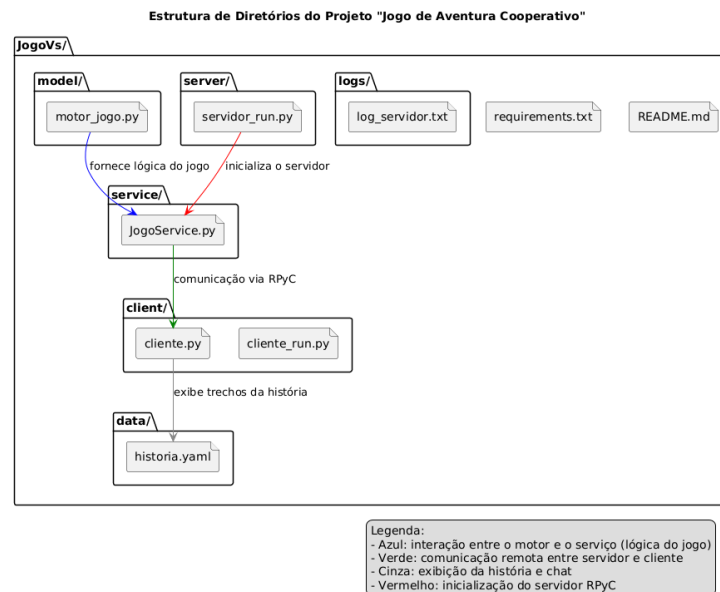 Estrutura de Diretórios do Projeto "Jogo de Aventura Cooperativo"
JogoVs/
model/
server/
logs/
motor_jogo.py
servidor_run.py
log_servidor.txt
requirements.txt
README.md
fornece lógica do jogo
inicializa o servidor
service/
JogoService.py
comunicação via RPyC
client/
cliente.py
cliente_run.py
exibe trechos da história
data/
historia.yaml
Legenda:
- Azul: interação entre o motor e o serviço (lógica do jogo)
- Verde: comunicação remota entre servidor e cliente
- Cinza: exibição da história e chat
- Vermelho: inicialização do servidor RPyC